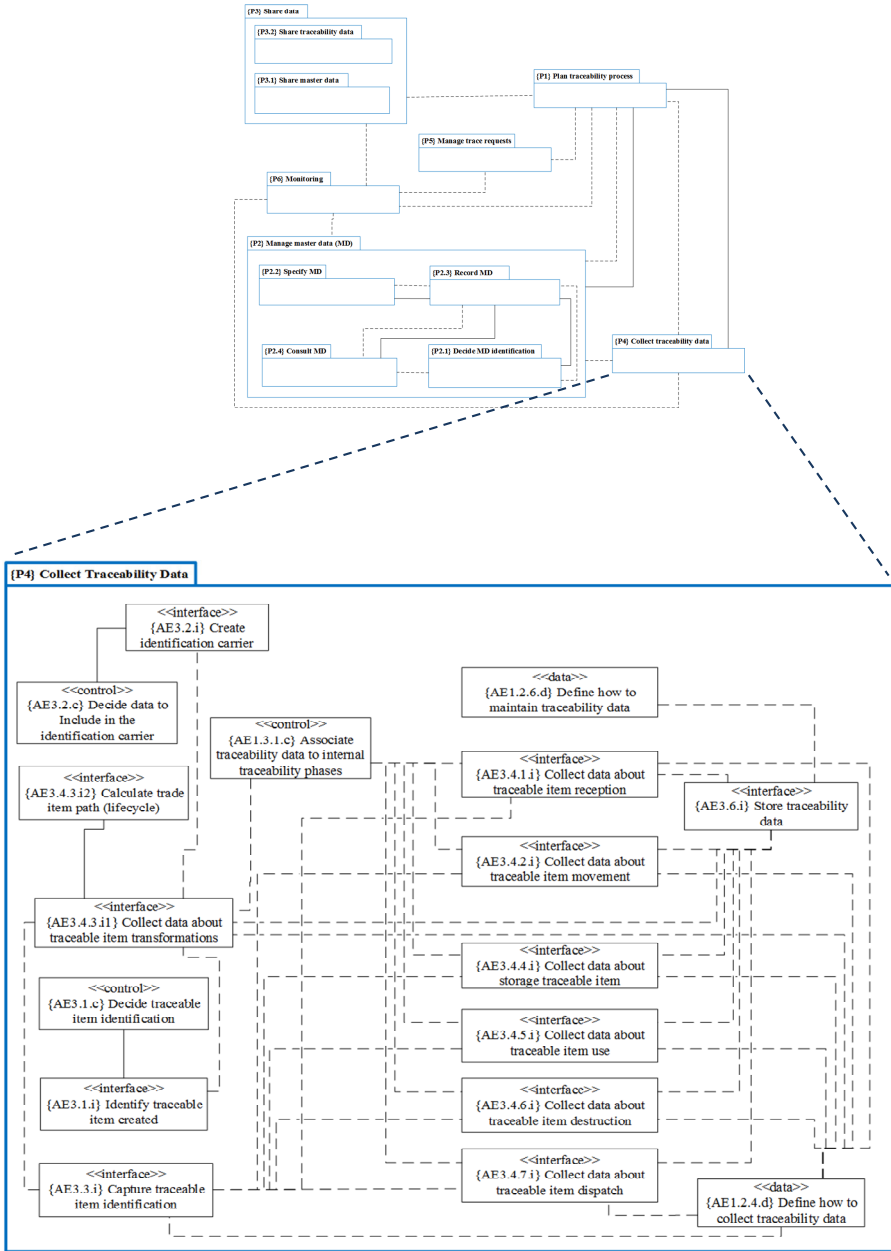 {P3} Share data
{P3.2} Share traceability data
{P3.1} Share master data
{P1} Plan traceability process
{P5} Manage trace requests
{P6} Monitoring
{P2} Manage master data (MD)
{P2.2} Specify MD
{P2.3} Record MD
{P2.4} Consult MD
{P2.1} Decide MD identification
{P4} Collect traceability data
{P4} Collect Traceability Data
<<interface>>
{AE3.2.i} Create
identification carrier
<<control>>
{AE3.2.c} Decide data to
Include in the
identification carrier
<<control>>
{AE1.3.1.c} Associate
traceability data to internal
traceability phases
<<data>>
{AE1.2.6.d} Define how to
maintain traceability data
<<interface>>
{AE3.4.3.i2} Calculate trade
item path (lifecycle)
<<interface>>
{AE3.4.1.i} Collect data about
traceable item reception
<<interface>>
{AE3.6.i} Store traceability
data
<<interface>>
{AE3.4.2.i} Collect data about
traceable item movement
<<interface>>
{AE3.4.3.i1} Collect data about
traceable item transformations
<<interface>>
{AE3.4.4.i} Collect data about
storage traceable item
<<control>>
{AE3.1.c} Decide traceable
item identification
<<interface>>
{AE3.4.5.i} Collect data about
traceable item use
<<interface>>
{AE3.1.i} Identify traceable
item created
<<interface>>
{AE3.4.6.i} Collect data about
traceable item destruction
<<interface>>
{AE3.3.i} Capture traceable
item identification
<<interface>>
{AE3.4.7.i} Collect data about
traceable item dispatch
<<data>>
{AE1.2.4.d} Define how to
collect traceability data